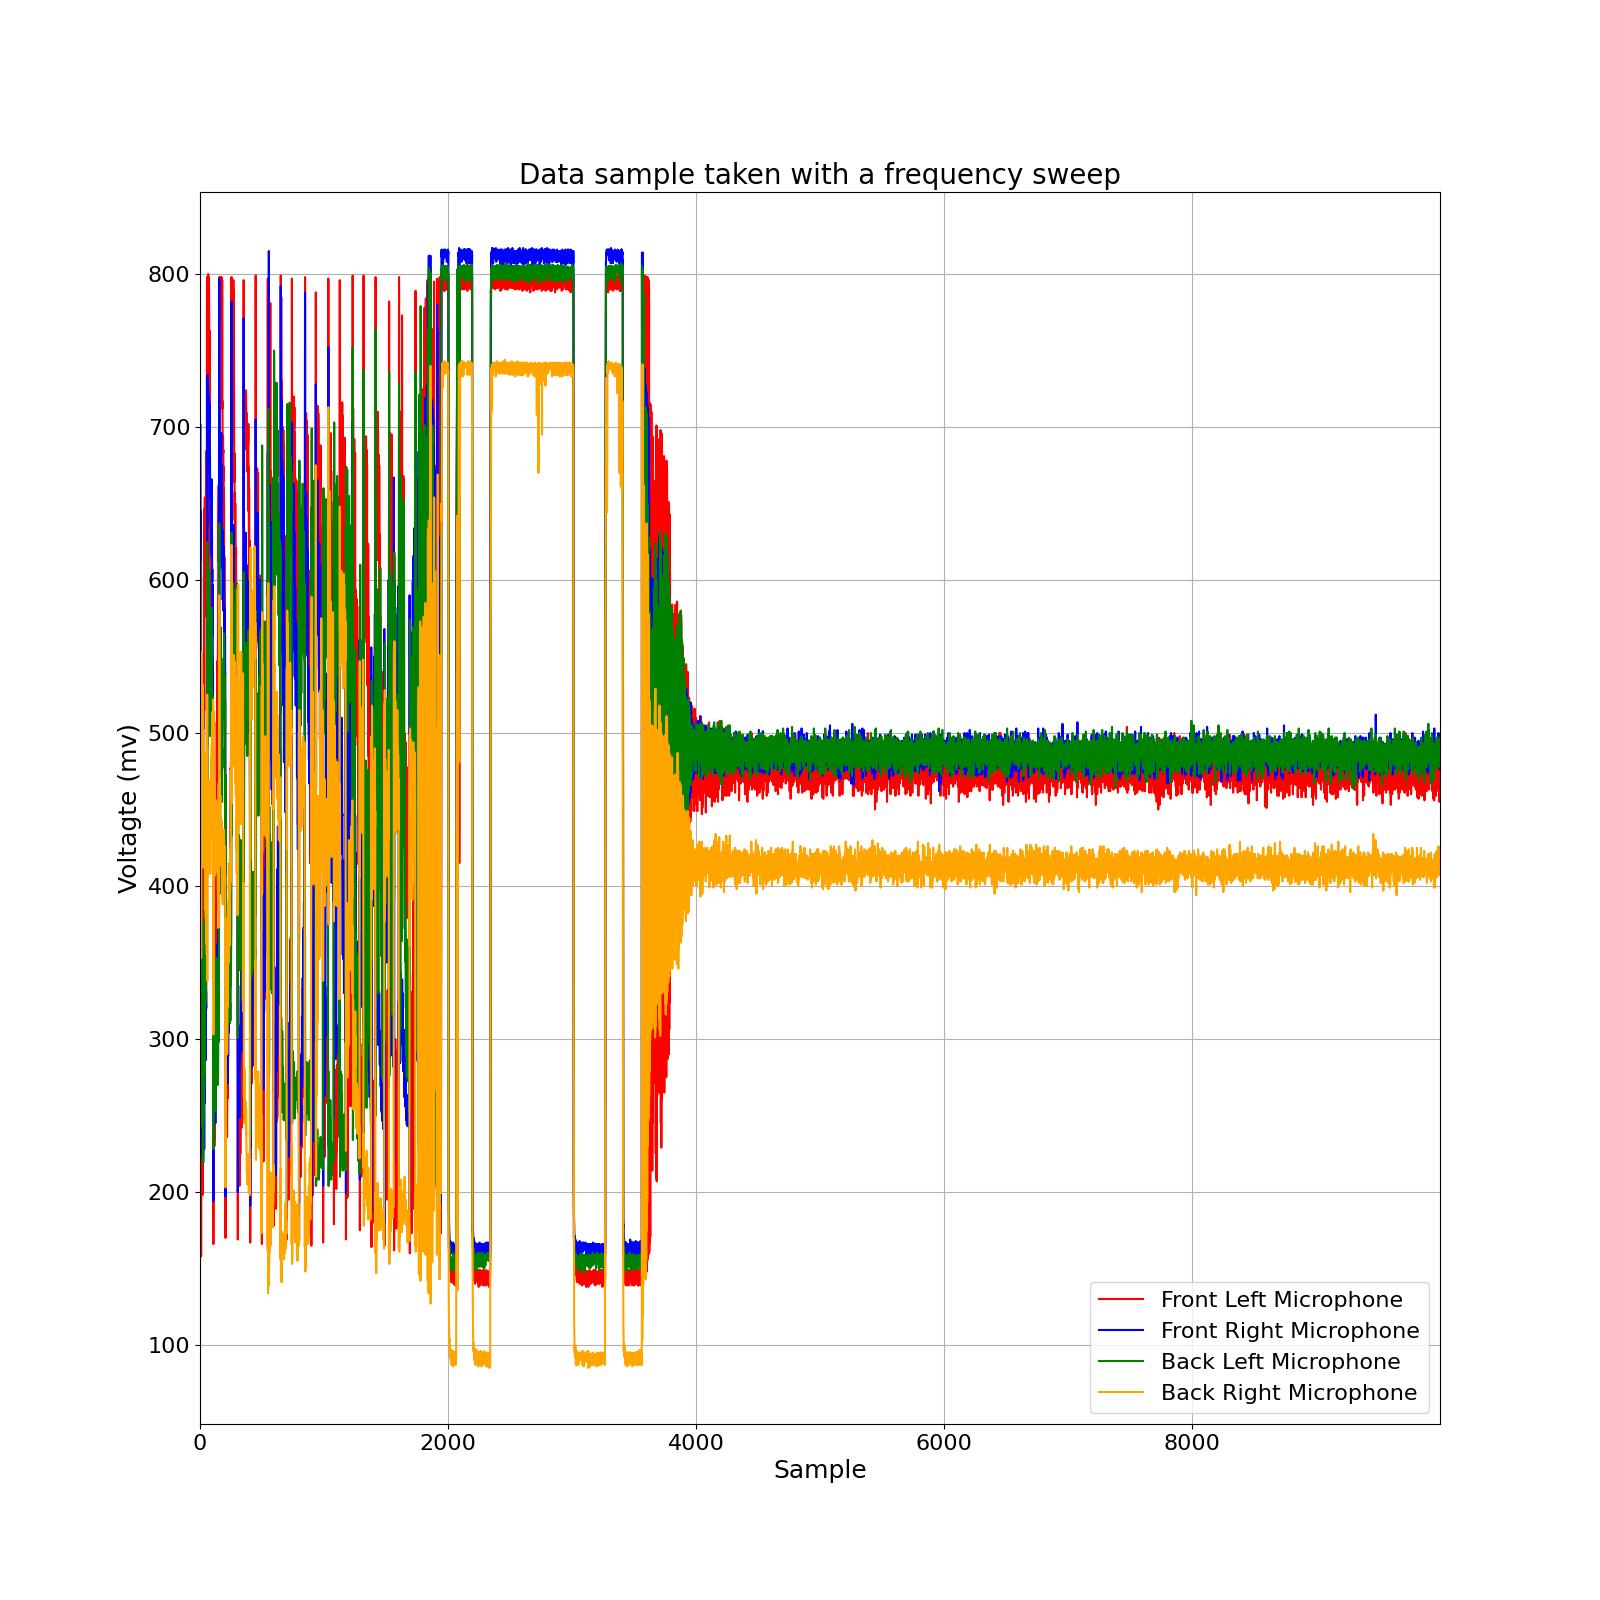 Data sample taken with a frequency sweep
800
700
600
500
400
300
200
100
Voltagte (mv)
0 2000 4000 6000 8000
Sample
Front Left Microphone
Front Right Microphone
Back Left Microphone
Back Right Microphone